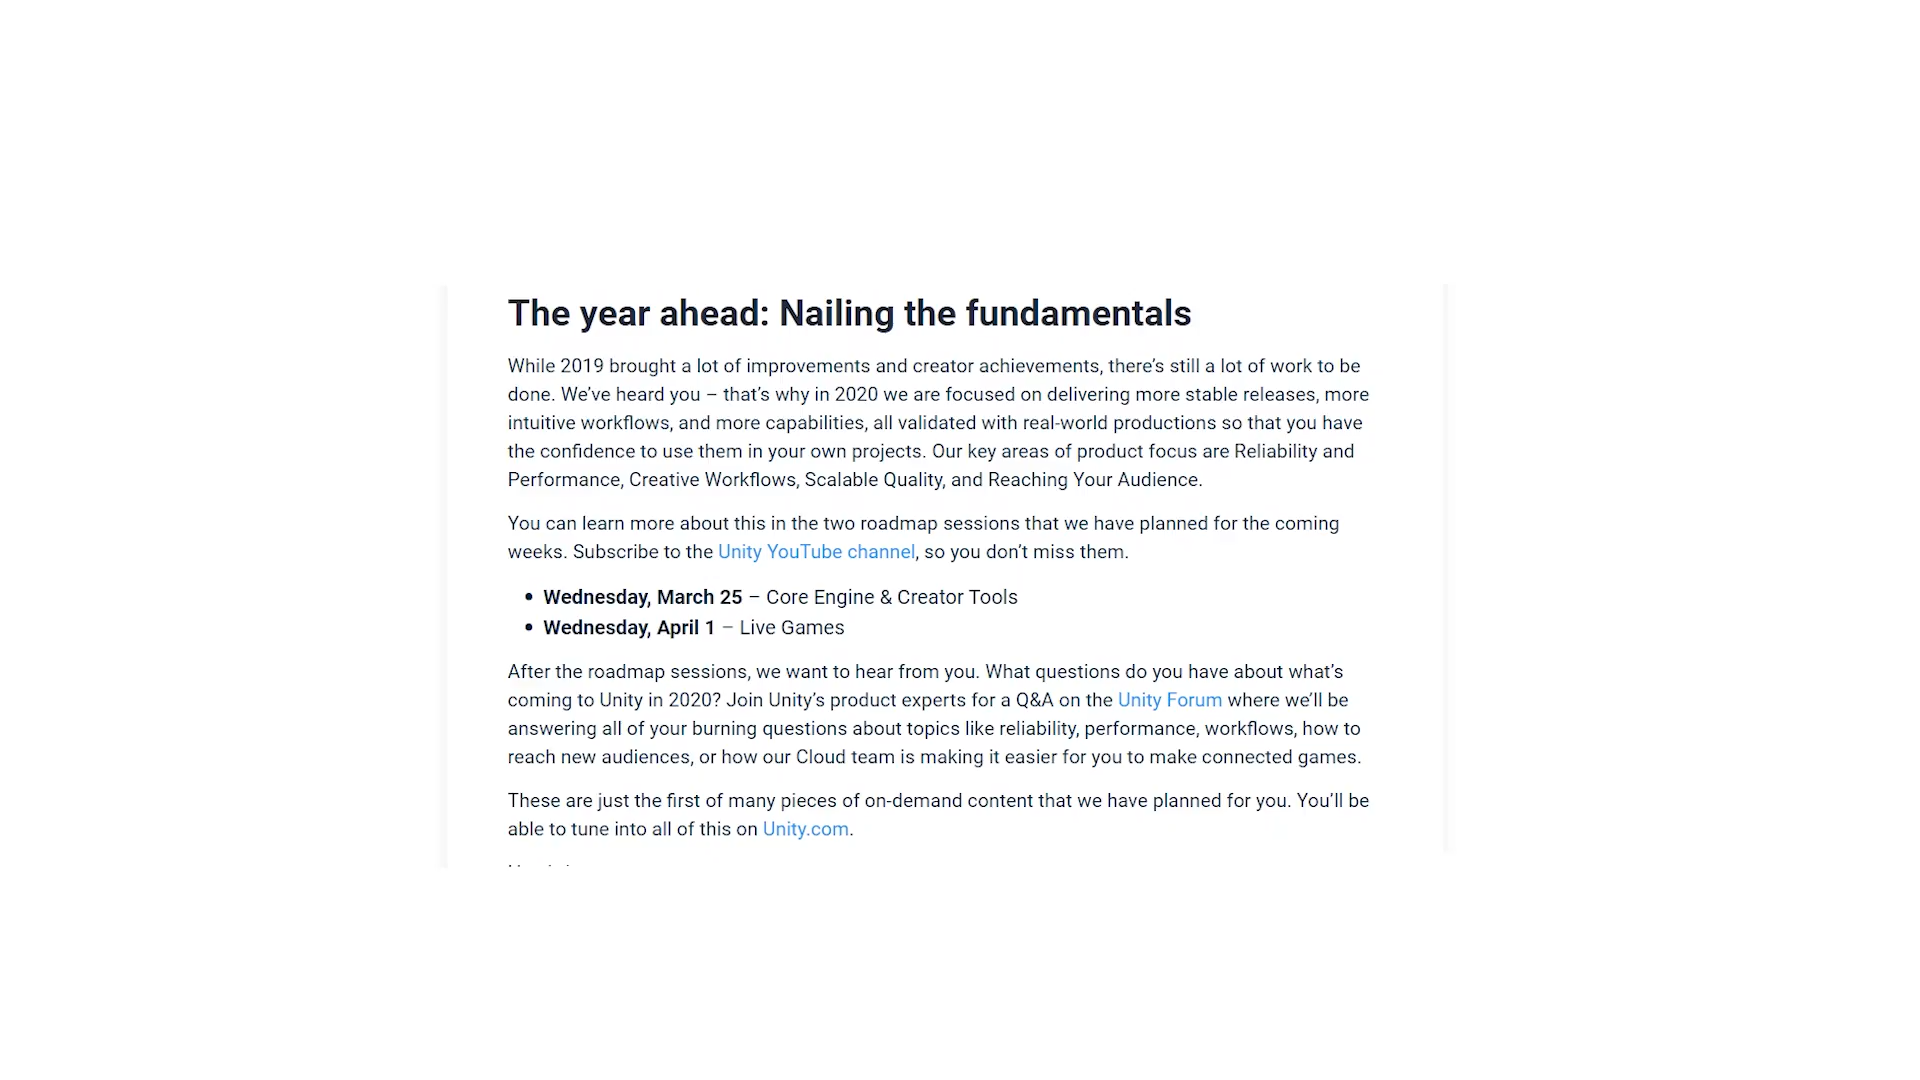 The year ahead: Nailing the fundamentals
While 2019 brought a lot of improvements and creator achievements, there’s still a lot of work to be
done. We’ve heard you – that’s why in 2020 we are focused on delivering more stable releases, more
intuitive workflows, and more capabilities, all validated with real-world productions so that you have
the confidence to use them in your own projects. Our key areas of product focus are Reliability and
Performance, Creative Workflows, Scalable Quality, and Reaching Your Audience.
You can learn more about this in the two roadmap sessions that we have planned for the coming
weeks. Subscribe to the Unity YouTube channel, so you don’t miss them.
• Wednesday, March 25 – Core Engine & Creator Tools
• Wednesday, April 1 – Live Games
After the roadmap sessions, we want to hear from you. What questions do you have about what’s
coming to Unity in 2020? Join Unity’s product experts for a Q&A on the Unity Forum where we’ll be
answering all of your burning questions about topics like reliability, performance, workflows, how to
reach new audiences, or how our Cloud team is making it easier for you to make connected games.
These are just the first of many pieces of on-demand content that we have planned for you. You’ll be
able to tune into all of this on Unity.com.